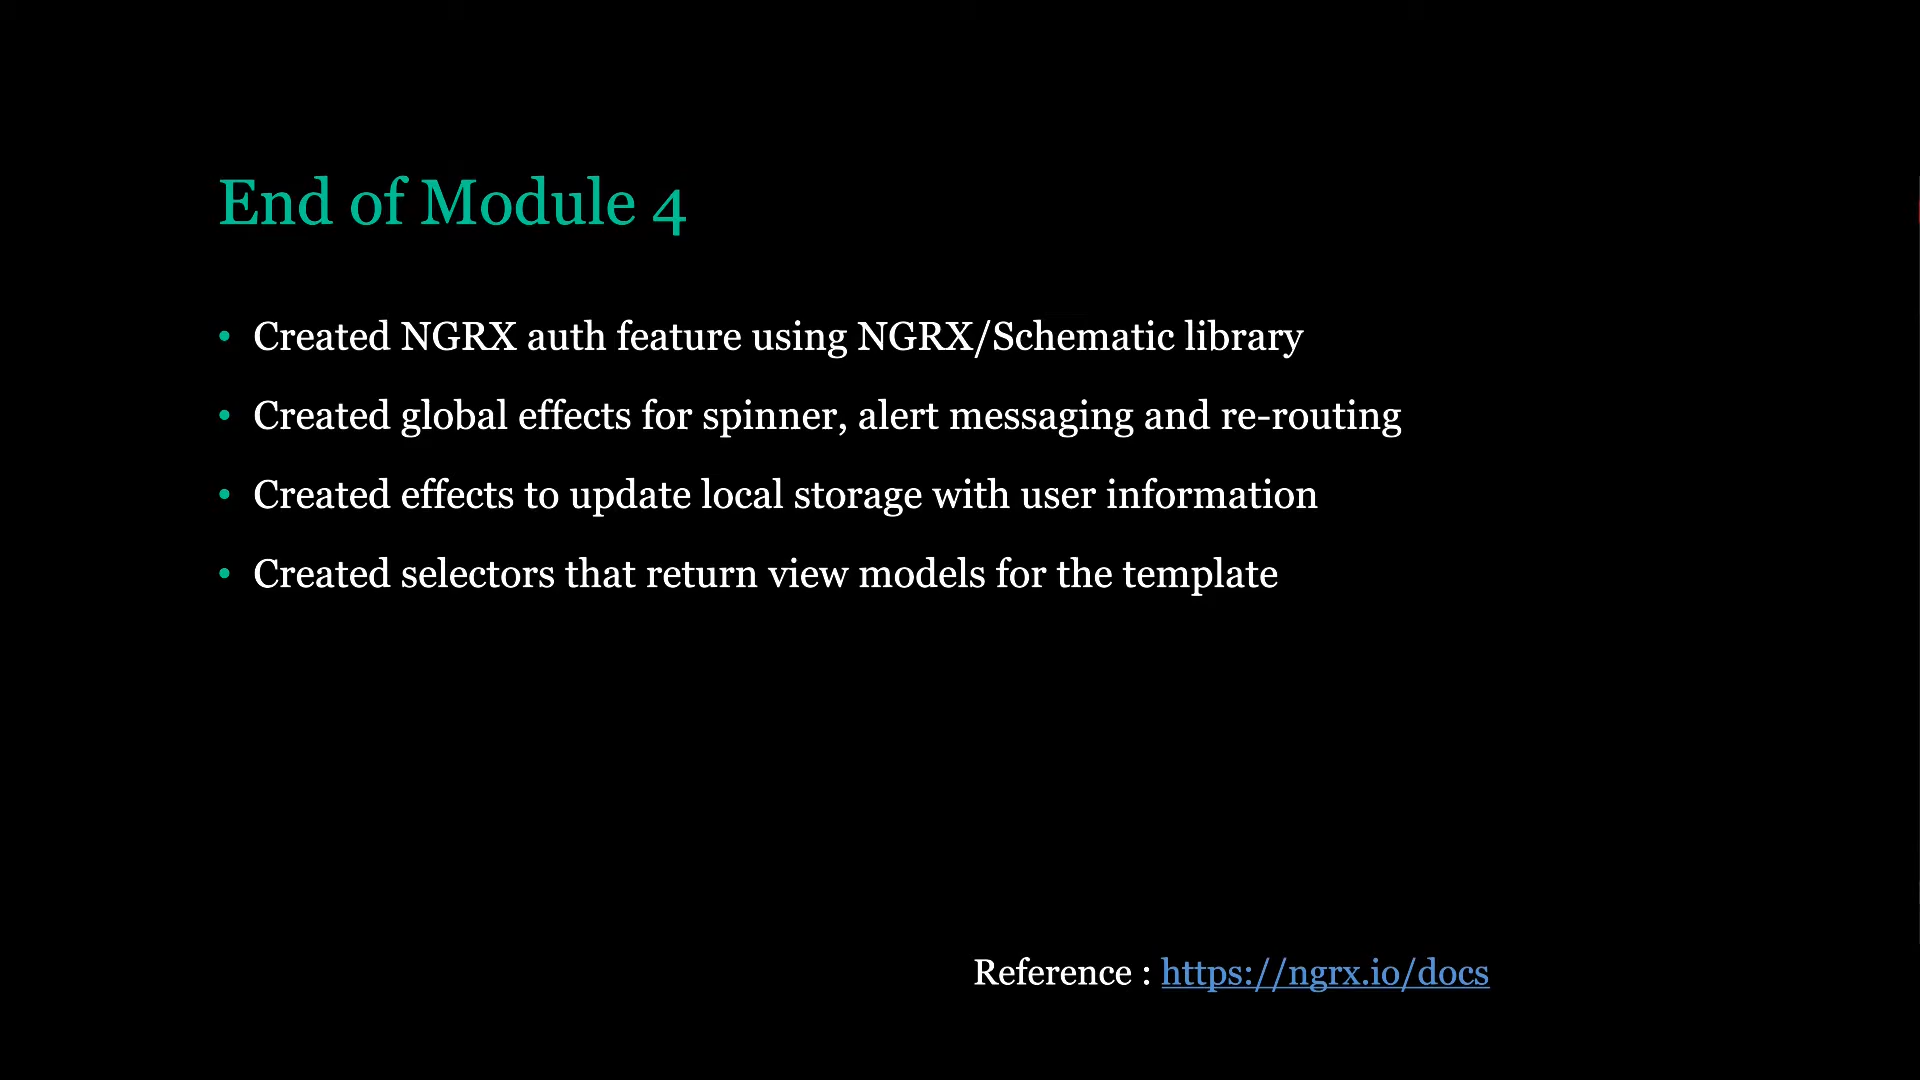 End of Module 4
• Created NGRX auth feature using NGRX/Schematic library
• Created global effects for spinner, alert messaging and re-routing
• Created effects to update local storage with user information
• Created selectors that return view models for the template
Reference : https://ngrx.io/docs